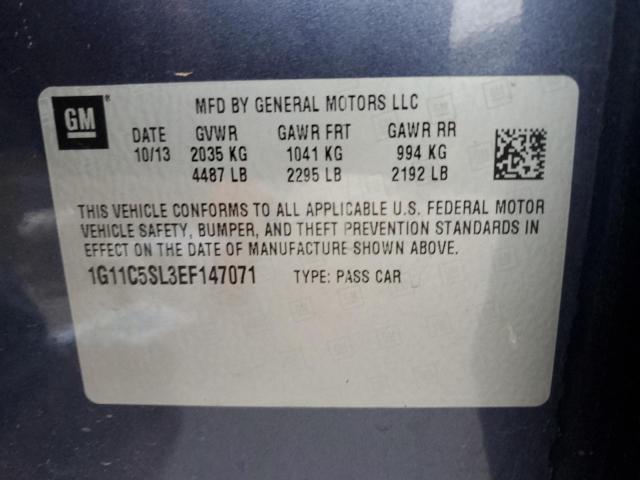 GM ®
MFD BY GENERAL MOTORS LLC
DATE GVWR GAWR FRT GAWR RR
10/13 2035 KG 1041 KG 994 KG
4487 LB 2295 LB 2192 LB
THIS VEHICLE CONFORMS TO ALL APPLICABLE U.S. FEDERAL MOTOR
VEHICLE SAFETY, BUMPER, AND THEFT PREVENTION STANDARDS IN
EFFECT ON THE DATE OF MANUFACTURE SHOWN ABOVE.
1G11C5SL3EF147071 TYPE: PASS CAR